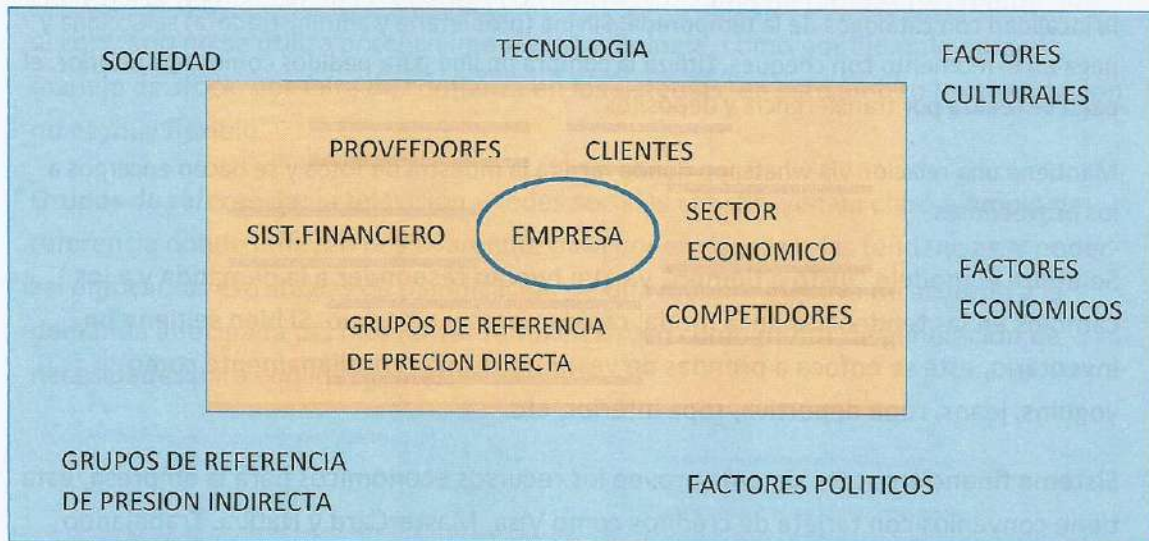 SOCIEDAD
TECNOLOGIA
FACTORES
CULTURALES
PROVEEDORES
CLIENTES
SIST.FINANCIERO
EMPRESA
SECTOR
ECONOMICO
FACTORES
ECONOMICOS
GRUPOS DE REFERENCIA
DE PRECION DIRECTA
COMPETIDORES
GRUPOS DE REFERENCIA
DE PRESION INDIRECTA
FACTORES POLITICOS